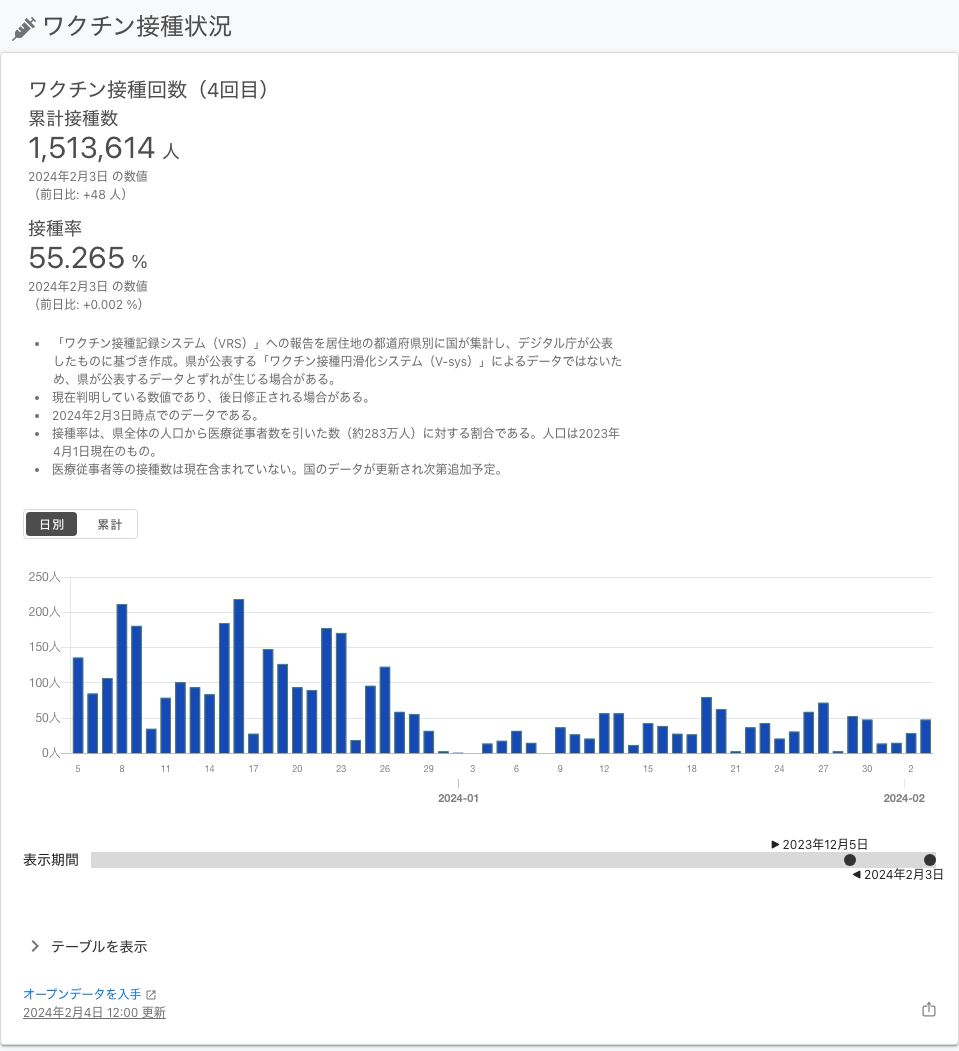 ワクチン接種状況
ワクチン接種回数（4回目）
累計接種数
1,513,614 人
2024年2月3日 の数値
（前日比: +48 人）
接種率
55.265 %
2024年2月3日 の数値
（前日比: +0.002 %）
• 「ワクチン接種記録システム（VRS）」への報告を居住地の都道府県別に国が集計し、デジタル庁が公表
したものに基づき作成。県が公表する「ワクチン接種円滑化システム（V-sys）」によるデータではないた
め、県が公表するデータとずれが生じる場合がある。
• 現在判明している数値であり、後日修正される場合がある。
• 2024年2月3日時点でのデータである。
• 接種率は、県全体の人口から医療従事者数を引いた数（約283万人）に対する割合である。人口は2023年
4月1日現在のもの。
• 医療従事者等の接種数は現在含まれていない。国のデータが更新され次第追加予定。
日別 累計
250人
200人
150人
100人
50人
0人
5 8 11 14 17 20 23 26 29 3 6 9 12 15 18 21 24 27 30 2
2024-01 2024-02
▶ 2023年12月5日
表示期間
◀ 2024年2月3日
テーブルを表示
オープンデータを入手
2024年2月4日 12:00 更新